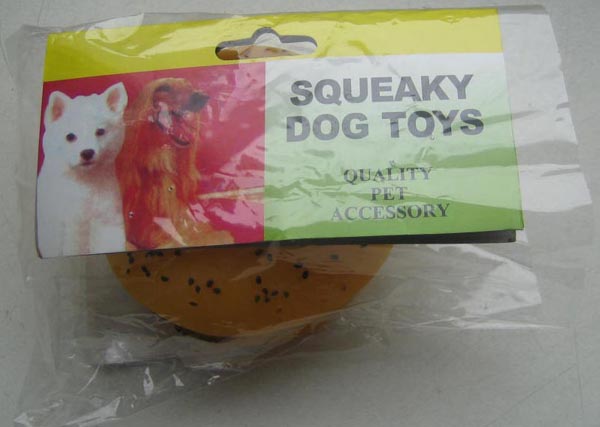 SQUEAKY
DOG TOYS
QUALITY
PET
ACCESSORY